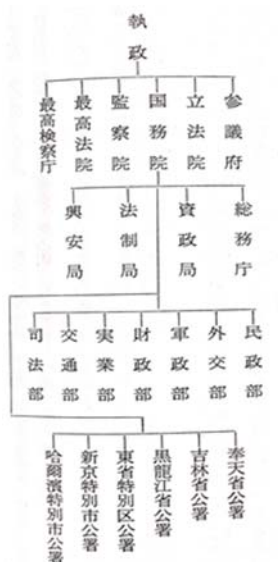 執政
参議府
立法院
国務院
監察院
最高法院
最高検察庁
総務庁
資政局
法制局
興安局
民政部
外交部
軍政部
財政部
実業部
交通部
司法部
奉天省公署
吉林省公署
黒龍江省公署
東省特別区公署
新京特別市公署
哈爾濱特別市公署